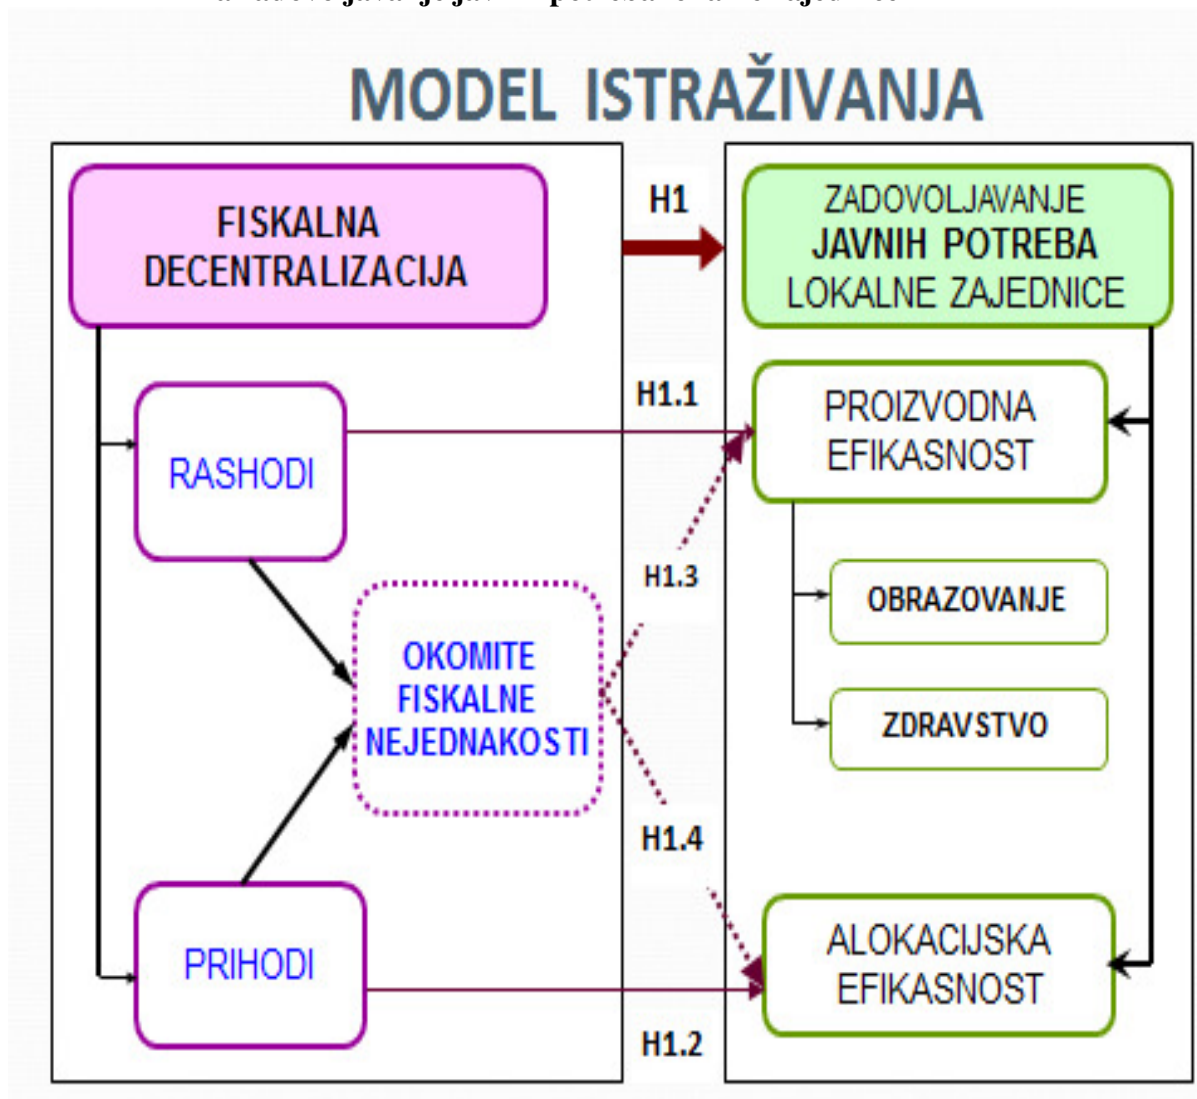 MODEL ISTRAŽIVANJA
FISKALNA
DECENTRALIZACIJA
H1
ZADOVOLJAVANJE
JAVNIH POTREBA
LOKALNE ZAJEDNICE
RASHODI
H1.1
PROIZVODNA
EFIKASNOST
H1.3
OBRAZOVANJE
OKOMITE
FISKALNE
NEJEDNAKOSTI
ZDRAVSTVO
H1.4
PRIHODI
ALOKACIJSKA
EFIKASNOST
H1.2